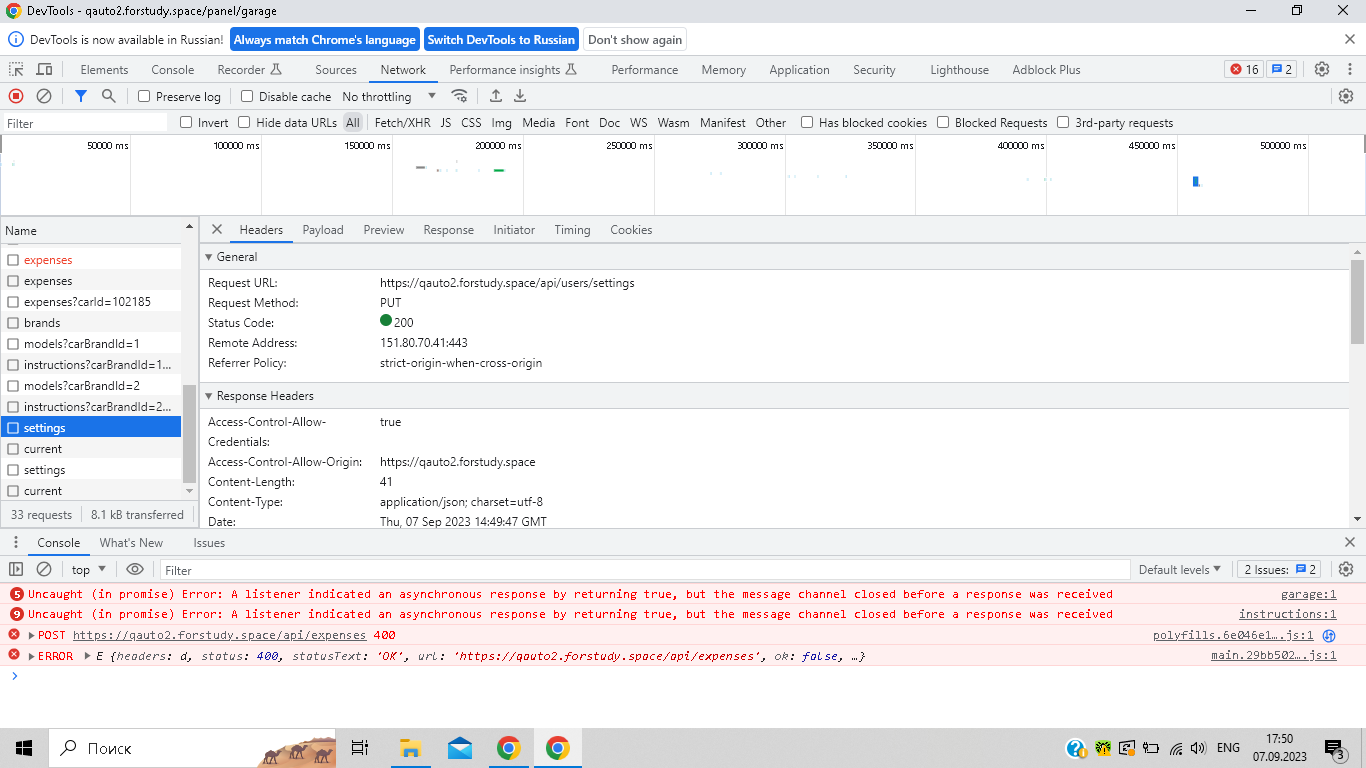 DevTools - qauto2.forstudy.space/panel/garage
DevTools is now available in Russian! Always match Chrome's language Switch DevTools to Russian Don't show again
Elements Console Recorder Sources Network Performance insights Performance Memory Application Security Lighthouse Adblock Plus 16 2
Preserve log Disable cache No throttling
Filter Invert Hide data URLs All Fetch/XHR JS CSS Img Media Font Doc WS Wasm Manifest Other Has blocked cookies Blocked Requests 3rd-party requests
50000 ms 100000 ms 150000 ms 200000 ms 250000 ms 300000 ms 350000 ms 400000 ms 450000 ms 500000 ms
Name
expenses
expenses
expenses?carId=102185
brands
models?carBrandId=1
instructions?carBrandId=1...
models?carBrandId=2
instructions?carBrandId=2...
settings
current
settings
current
33 requests 8.1 kB transferred
Headers Payload Preview Response Initiator Timing Cookies
General
Request URL: https://qauto2.forstudy.space/api/users/settings
Request Method: PUT
Status Code: 200
Remote Address: 151.80.70.41:443
Referrer Policy: strict-origin-when-cross-origin
Response Headers
Access-Control-Allow- true
Credentials:
Access-Control-Allow-Origin: https://qauto2.forstudy.space
Content-Length: 41
Content-Type: application/json; charset=utf-8
Date: Thu, 07 Sep 2023 14:49:47 GMT
Console What's New Issues
top Filter Default levels 2 Issues: 2
5 Uncaught (in promise) Error: A listener indicated an asynchronous response by returning true, but the message channel closed before a response was received garage:1
9 Uncaught (in promise) Error: A listener indicated an asynchronous response by returning true, but the message channel closed before a response was received instructions:1
POST https://qauto2.forstudy.space/api/expenses 400 polyfills.6e046e1….js:1
ERROR E {headers: d, status: 400, statusText: 'OK', url: 'https://qauto2.forstudy.space/api/expenses', ok: false, …} main.29bb502….js:1
Поиск ENG 17:50
07.09.2023 3